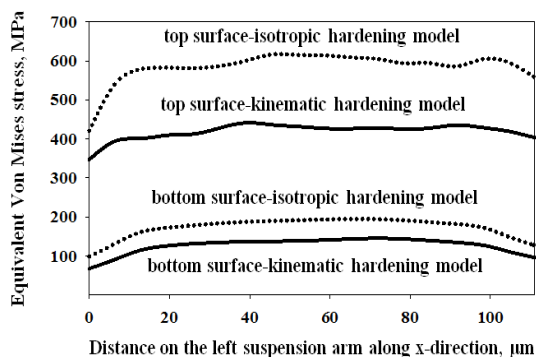 Equivalent Von Mises stress, MPa
700
600
500
400
300
200
100
top surface-isotropic hardening model
top surface-kinematic hardening model
bottom surface-isotropic hardening model
bottom surface-kinematic hardening model
0 20 40 60 80 100
Distance on the left suspension arm along x-direction, μm